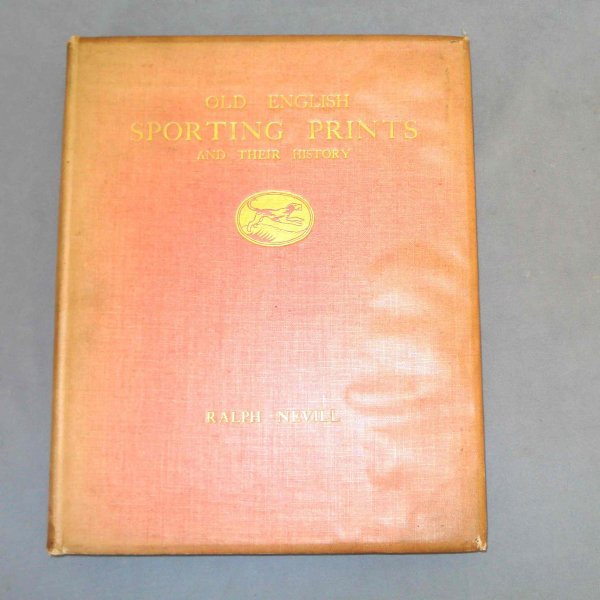 OLD ENGLISH
SPORTING PRINTS
AND THEIR HISTORY
RALPH NEVILL